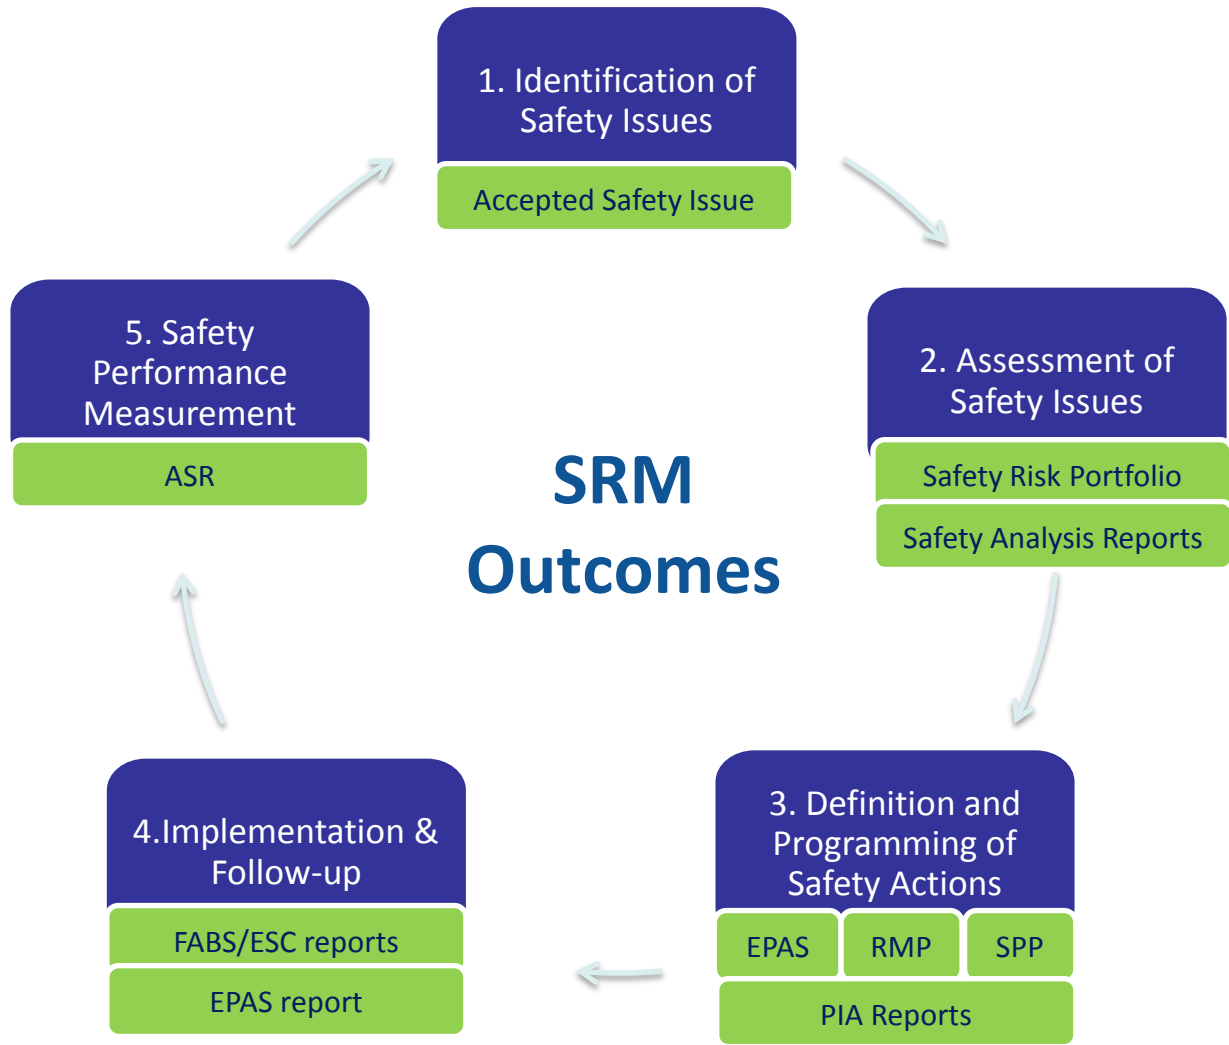 1. Identification of
Safety Issues
Accepted Safety Issue
2. Assessment of
Safety Issues
Safety Risk Portfolio
Safety Analysis Reports
3. Definition and
Programming of
Safety Actions
EPAS
RMP
SPP
PIA Reports
4.Implementation &
Follow-up
FABS/ESC reports
EPAS report
5. Safety
Performance
Measurement
ASR
SRM
Outcomes